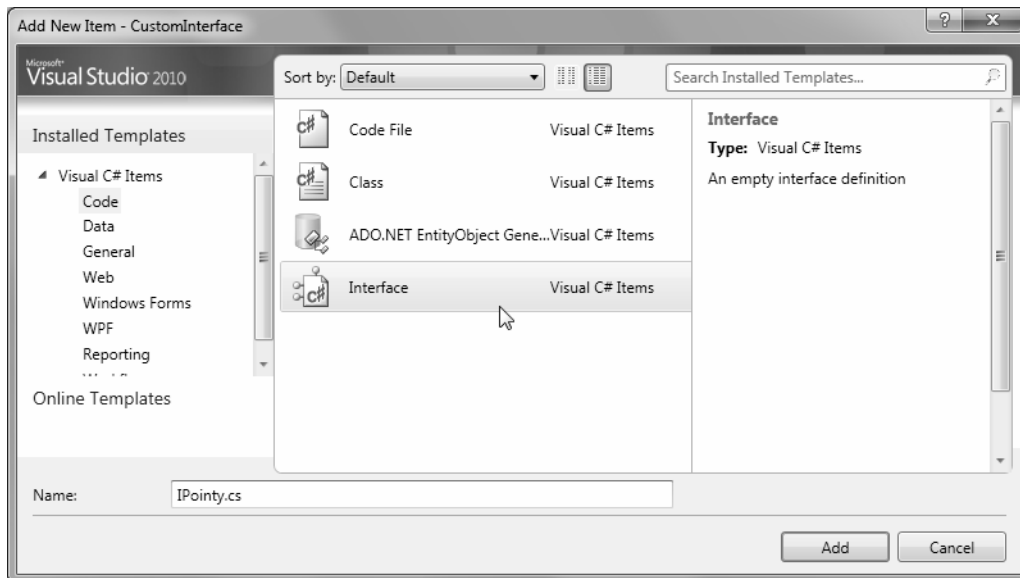 Add New Item - CustomInterface
Microsoft®
Visual Studio 2010
Sort by: Default
Search Installed Templates...
Installed Templates
Visual C# Items
Code
Data
General
Web
Windows Forms
WPF
Reporting
Online Templates
C# Code File Visual C# Items
C# Class Visual C# Items
ADO.NET EntityObject Gene...Visual C# Items
C# Interface Visual C# Items
Interface
Type: Visual C# Items
An empty interface definition
Name: IPointy.cs
Add Cancel